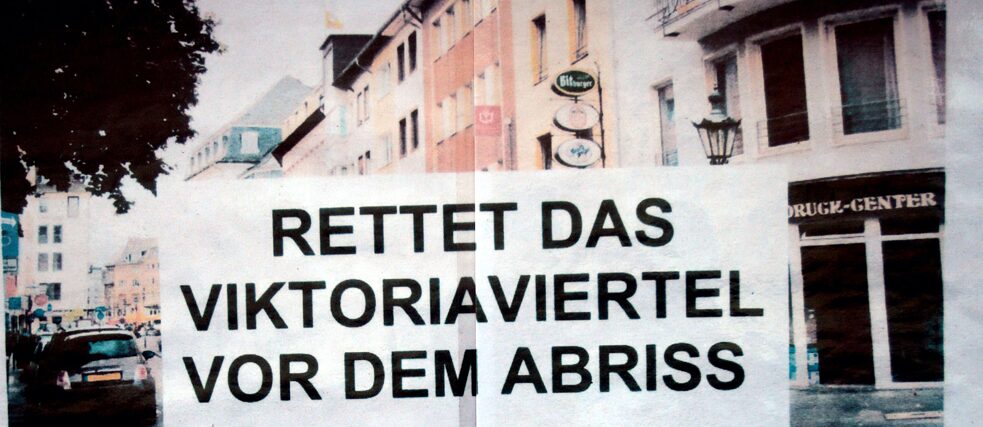 Bitburger
DRUCK-CENTER
RETTET DAS
VIKTORIAVIERTEL
VOR DEM ABRISS